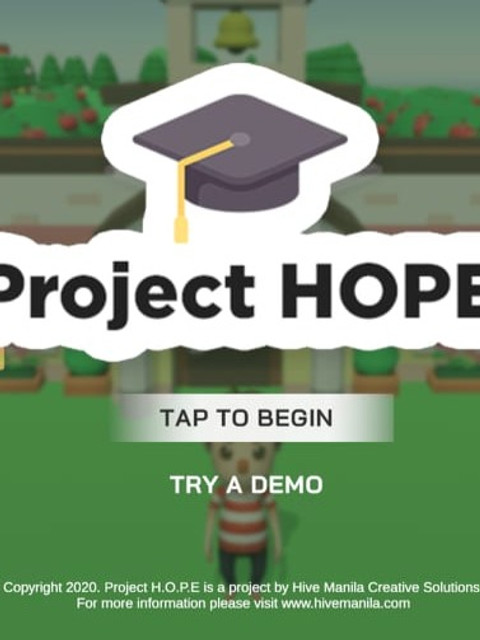 Project HOPE
TAP TO BEGIN
TRY A DEMO
Copyright 2020. Project H.O.P.E is a project by Hive Manila Creative Solutions
For more information please visit www.hivemanila.com